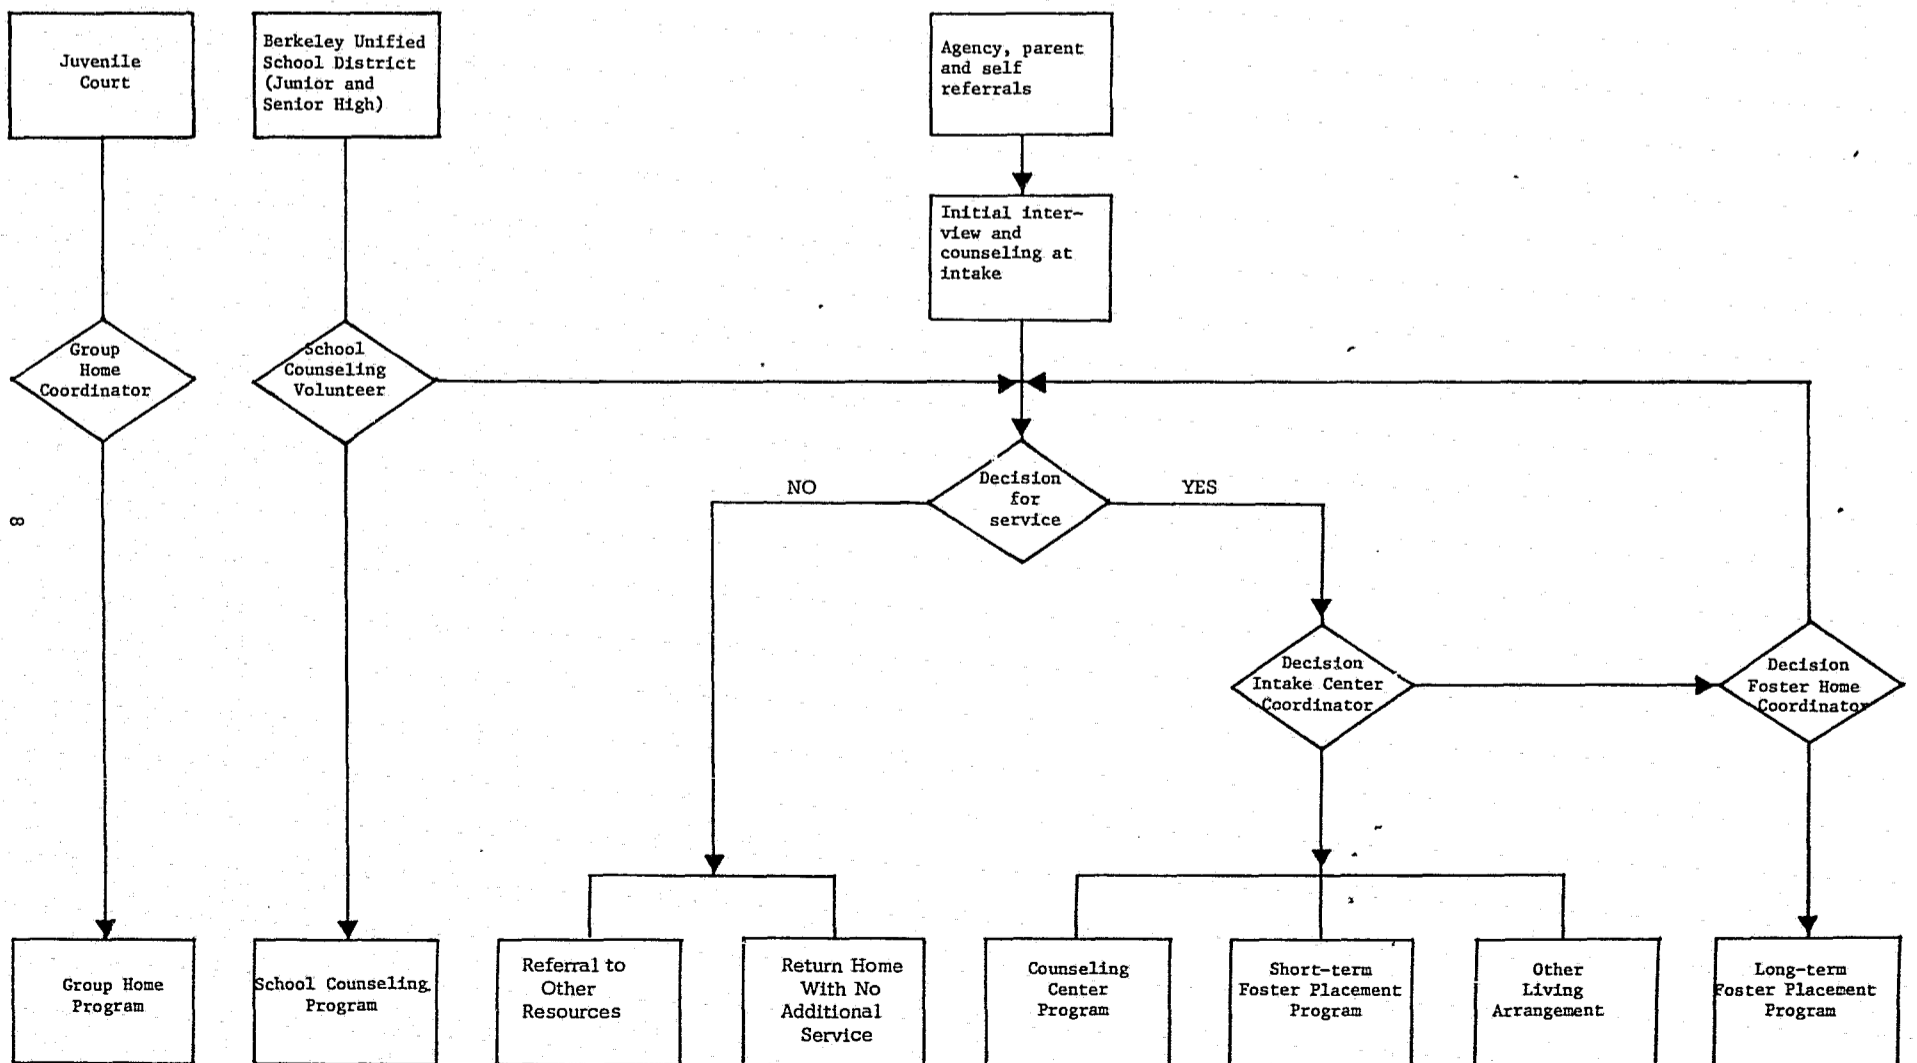 Juvenile
Court
Berkeley Unified
School District
(Junior and
Senior High)
Agency, parent
and self
referrals
Initial inter-
view and
counseling at
intake
Group
Home
Coordinator
School
Counseling
Volunteer
Decision
for
service
NO
YES
8
Decision
Intake Center
Coordinator
Decision
Foster Home
Coordinator
Group Home
Program
School Counseling
Program
Referral to
Other
Resources
Return Home
With No
Additional
Service
Counseling
Center
Program
Short-term
Foster Placement
Program
Other
Living
Arrangement
Long-term
Foster Placement
Program